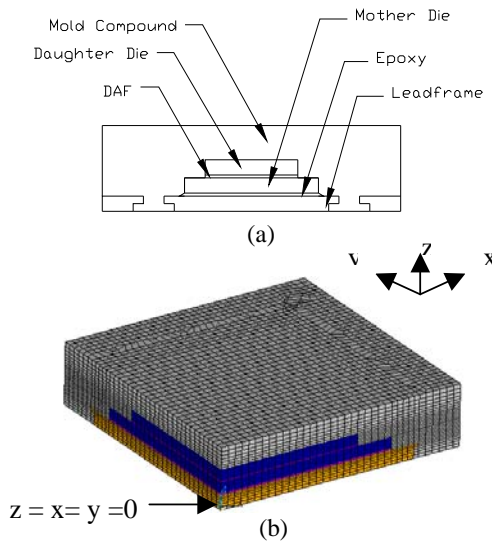 Mold Compound
Mother Die
Daughter Die
Epoxy
DAF
Leadframe
(a)
z
x
z = x= y =0
(b)